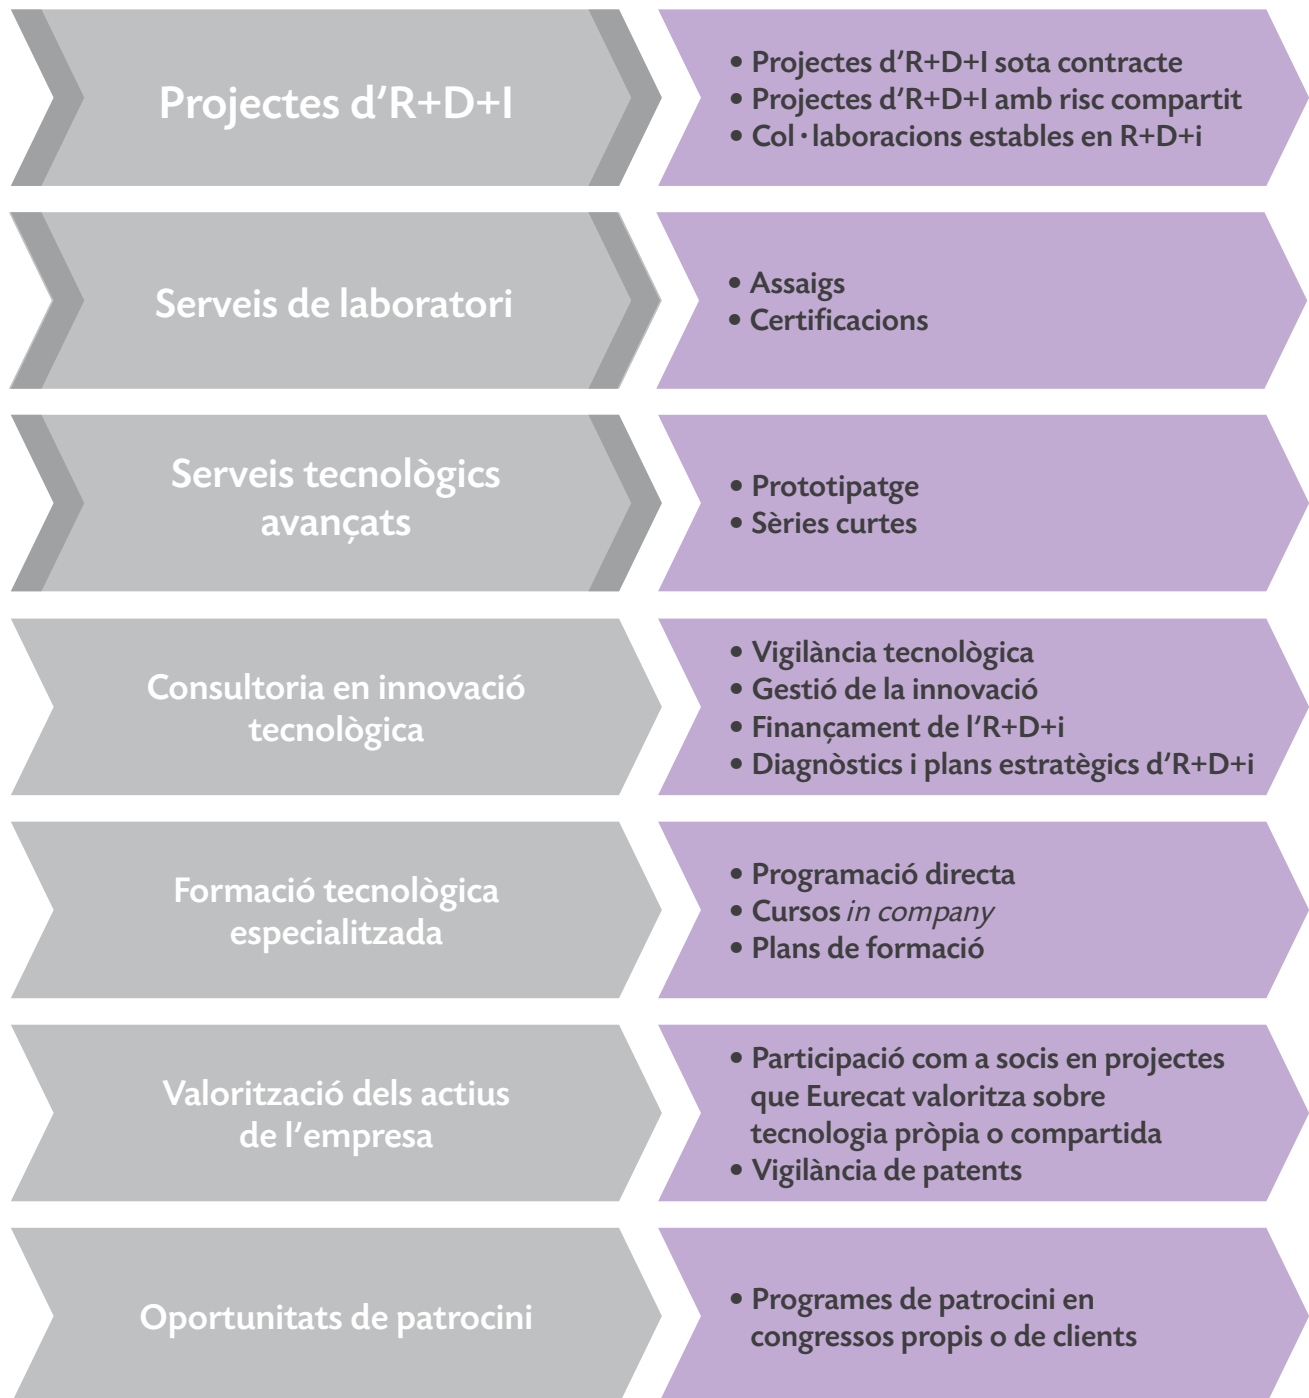 Projectes d’R+D+I
• Projectes d’R+D+I sota contracte
• Projectes d’R+D+I amb risc compartit
• Col·laboracions estables en R+D+i
Serveis de laboratori
• Assaigs
• Certificacions
Serveis tecnològics
avançats
• Prototipatge
• Sèries curtes
Consultoria en innovació
tecnològica
• Vigilància tecnològica
• Gestió de la innovació
• Finançament de l’R+D+i
• Diagnòstics i plans estratègics d’R+D+i
Formació tecnològica
especialitzada
• Programació directa
• Cursos in company
• Plans de formació
Valorització dels actius
de l’empresa
• Participació com a socis en projectes
que Eurecat valoritza sobre
tecnologia pròpia o compartida
• Vigilància de patents
Oportunitats de patrocini
• Programes de patrocini en
congressos propis o de clients